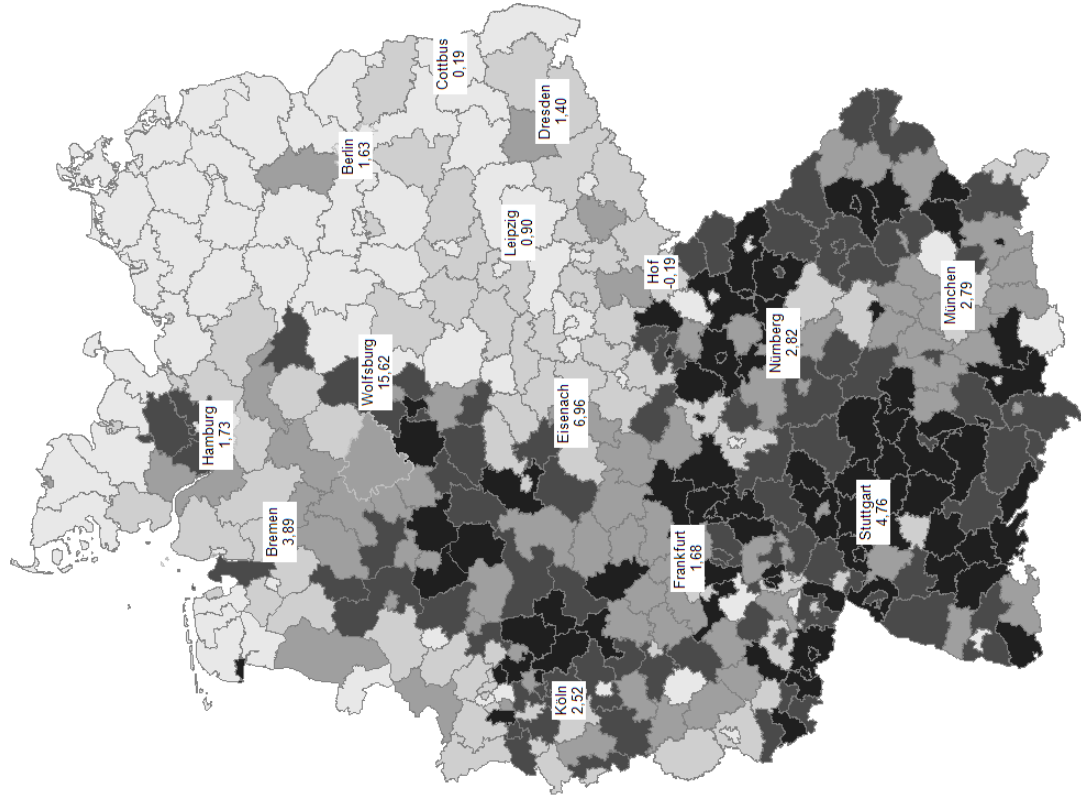 Hamburg
1,73
Bremen
3,89
Wolfsburg
15,62
Berlin
1,63
Cottbus
0,19
Leipzig
0,90
Dresden
1,40
Eisenach
6,96
Köln
2,52
Hof
-0,19
Frankfurt
1,68
Nürnberg
2,82
Stuttgart
4,76
München
2,79